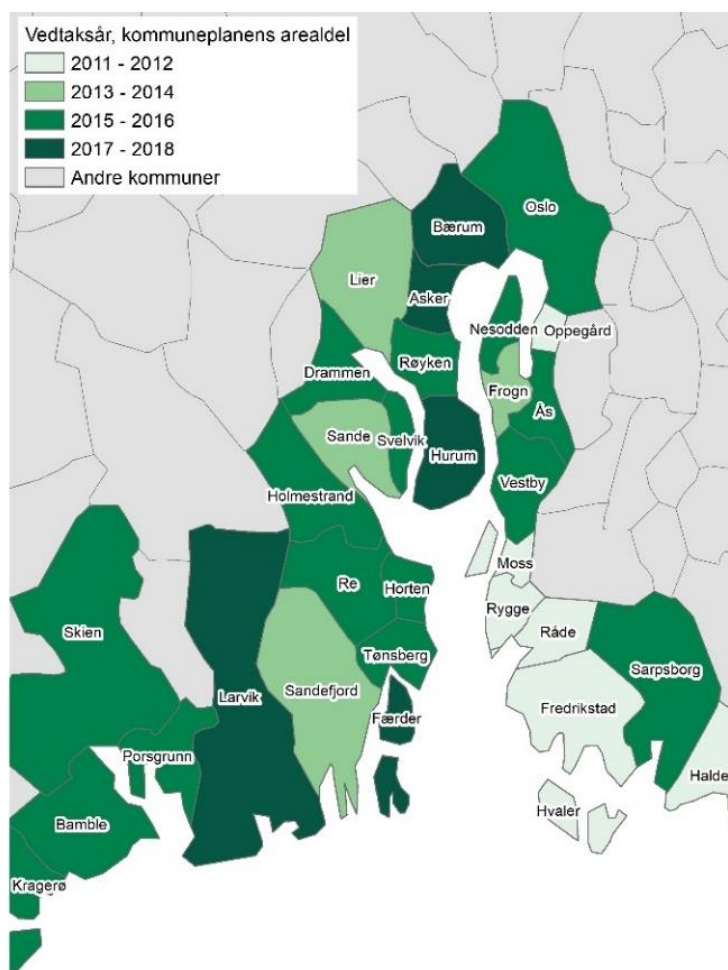 Vedtaksår, kommuneplanens arealdel
2011 - 2012
2013 - 2014
2015 - 2016
2017 - 2018
Andre kommuner
Oslo
Bærum
Lier
Asker
Nesodden
Oppegård
Røyken
Drammen
Frogn
Ås
Sande
Svelvik
Hurum
Vestby
Holmestrand
Moss
Re
Horten
Rygge
Råde
Skien
Tønsberg
Sarpsborg
Larvik
Sandefjord
Færder
Fredrikstad
Porsgrunn
Halde
Hvaler
Bamble
Kragerø